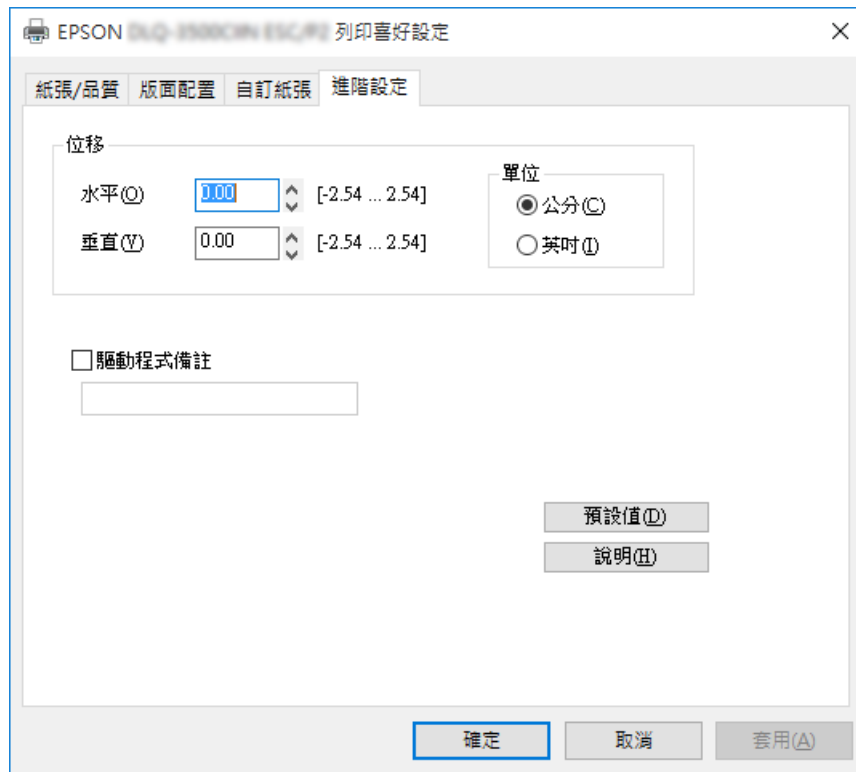 EPSON 列印喜好設定
紙張/品質 版面配置 自訂紙張 進階設定
位移
水平(O) 0.00 [-2.54 ... 2.54]
垂直(V) 0.00 [-2.54 ... 2.54]
單位
公分(C)
英吋(I)
驅動程式備註
預設值(D)
說明(H)
確定 取消 套用(A)